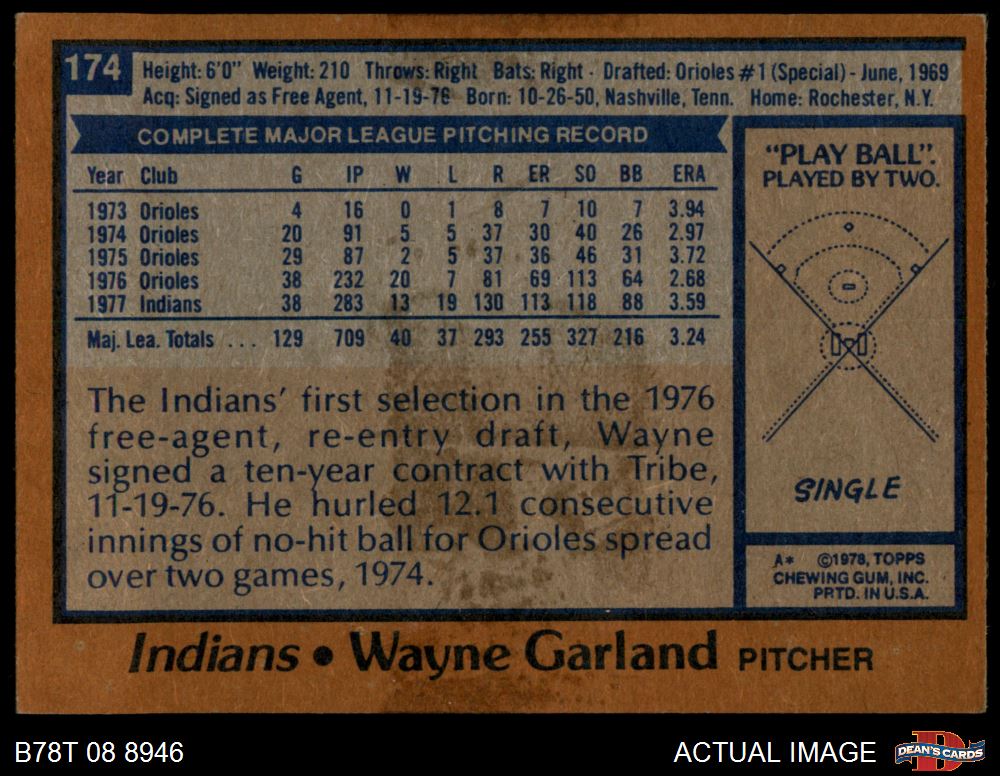 174
Height: 6'0" Weight: 210 Throws: Right Bats: Right · Drafted: Orioles #1 (Special) - June, 1969
Acq: Signed as Free Agent, 11-19-76 Born: 10-26-50, Nashville, Tenn. Home: Rochester, N.Y.
COMPLETE MAJOR LEAGUE PITCHING RECORD
Year Club G IP W L R ER SO BB ERA
1973 Orioles 4 16 0 1 8 7 10 7 3.94
1974 Orioles 20 91 5 5 37 30 40 26 2.97
1975 Orioles 29 87 2 5 37 36 46 31 3.72
1976 Orioles 38 232 20 7 81 69 113 64 2.68
1977 Indians 38 283 13 19 130 113 118 88 3.59
Maj. Lea. Totals ... 129 709 40 37 293 255 327 216 3.24
The Indians' first selection in the 1976
free-agent, re-entry draft, Wayne
signed a ten-year contract with Tribe,
11-19-76. He hurled 12.1 consecutive
innings of no-hit ball for Orioles spread
over two games, 1974.
"PLAY BALL".
PLAYED BY TWO.
SINGLE
A* ©1978, TOPPS
CHEWING GUM, INC.
PRTD. IN U.S.A.
Indians • Wayne Garland PITCHER
B78T 08 8946
ACTUAL IMAGE
DEAN'S CARDS